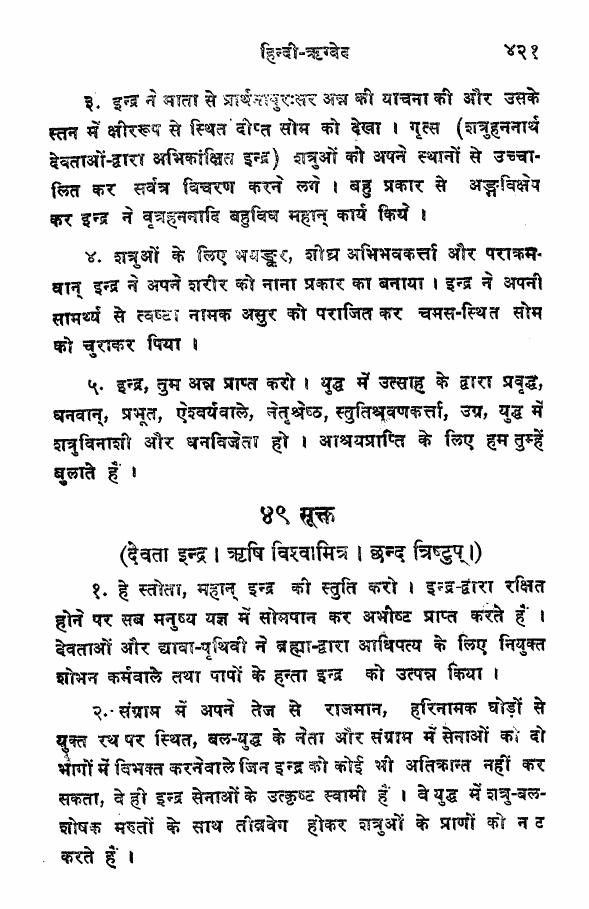 हिन्दी-ऋग्वेद ४२१
३. इन्द्र ने माता से प्रार्थनापुरःसर अन्न की याचना की और उसके
स्तन में क्षीररूप से स्थित दीप्त सोम को देखा । गृत्स (शत्रुहननार्थ
देवताओं-द्वारा अभिकांक्षित इन्द्र) शत्रुओं को अपने स्थानों से उच्चा-
लित कर सर्वत्र विचरण करने लगे । बहु प्रकार से अङ्गविक्षेप
कर इन्द्र ने वृत्रहननादि बहुविध महान् कार्य किये ।
४. शत्रुओं के लिए भयङ्कर, शीघ्र अभिभवकर्त्ता और पराक्रम-
वान् इन्द्र ने अपने शरीर को नाना प्रकार का बनाया । इन्द्र ने अपनी
सामर्थ्य से त्वष्टा नामक असुर को पराजित कर चमस-स्थित सोम
को चुराकर पिया ।
५. इन्द्र, तुम अन्न प्राप्त करो । युद्ध में उत्साह के द्वारा प्रवृद्ध,
धनवान्, प्रभूत, ऐश्वर्यवाले, नेतृश्रेष्ठ, स्तुतिश्रवणकर्त्ता, उग्र, युद्ध में
शत्रुविनाशी और धनविजेता हो । आश्रयप्राप्ति के लिए हम तुम्हें
बुलाते हैं ।
४९ सूक्त
(देवता इन्द्र । ऋषि विश्वामित्र । छन्द त्रिष्टुप् ।)
१. हे स्तोता, महान् इन्द्र की स्तुति करो । इन्द्र-द्वारा रक्षित
होने पर सब मनुष्य यज्ञ में सोमपान कर अभीष्ट प्राप्त करते हैं ।
देवताओं और द्यावा-पृथिवी ने ब्रह्मा-द्वारा आधिपत्य के लिए नियुक्त
शोभन कर्मवाले तथा पापों के हन्ता इन्द्र को उत्पन्न किया ।
२. संग्राम में अपने तेज से राजमान, हरिनामक घोड़ों से
युक्त रथ पर स्थित, बल-युद्ध के नेता और संग्राम में सेनाओं को दो
भागों में विभक्त करनेवाले जिन इन्द्र को कोई भी अतिक्रान्त नहीं कर
सकता, वे ही इन्द्र सेनाओं के उत्कृष्ट स्वामी हैं । वे युद्ध में शत्रु-बल-
शोषक मरुतों के साथ तीव्रवेग होकर शत्रुओं के प्राणों को नष्ट
करते हैं ।